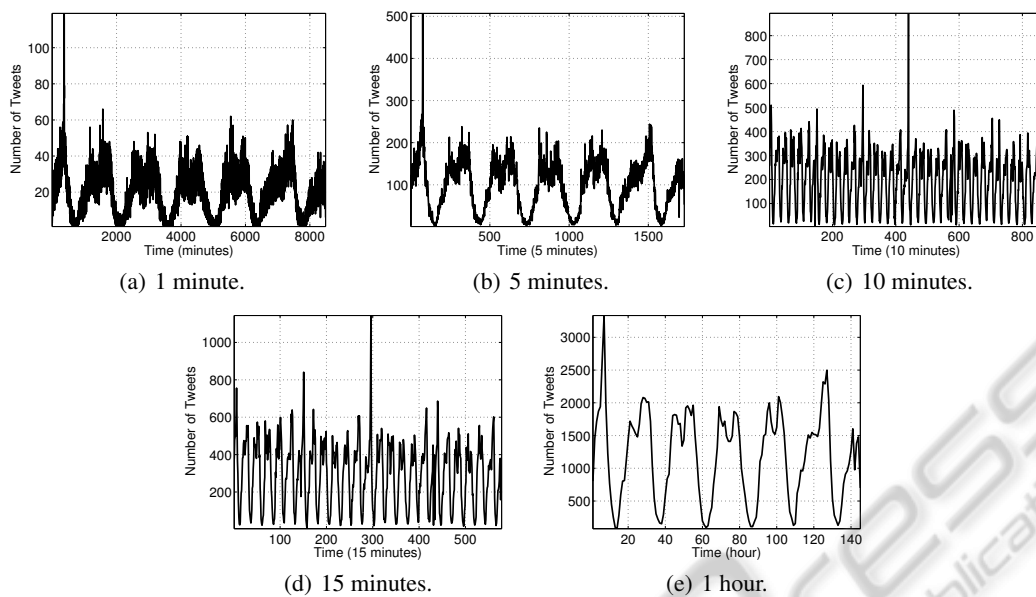 120
100
80
60
40
20
2000 4000 6000 8000
Number of Tweets
Time (minutes)
(a) 1 minute.
500
400
300
200
100
500 1000 1500
Number of Tweets
Time (5 minutes)
(b) 5 minutes.
800
700
600
500
400
300
200
100
200 400 600 800
Number of Tweets
Time (10 minutes)
(c) 10 minutes.
1000
800
600
400
200
100 200 300 400 500
Number of Tweets
Time (15 minutes)
(d) 15 minutes.
3000
2500
2000
1500
1000
500
20 40 60 80 100 120 140
Number of Tweets
Time (hour)
(e) 1 hour.